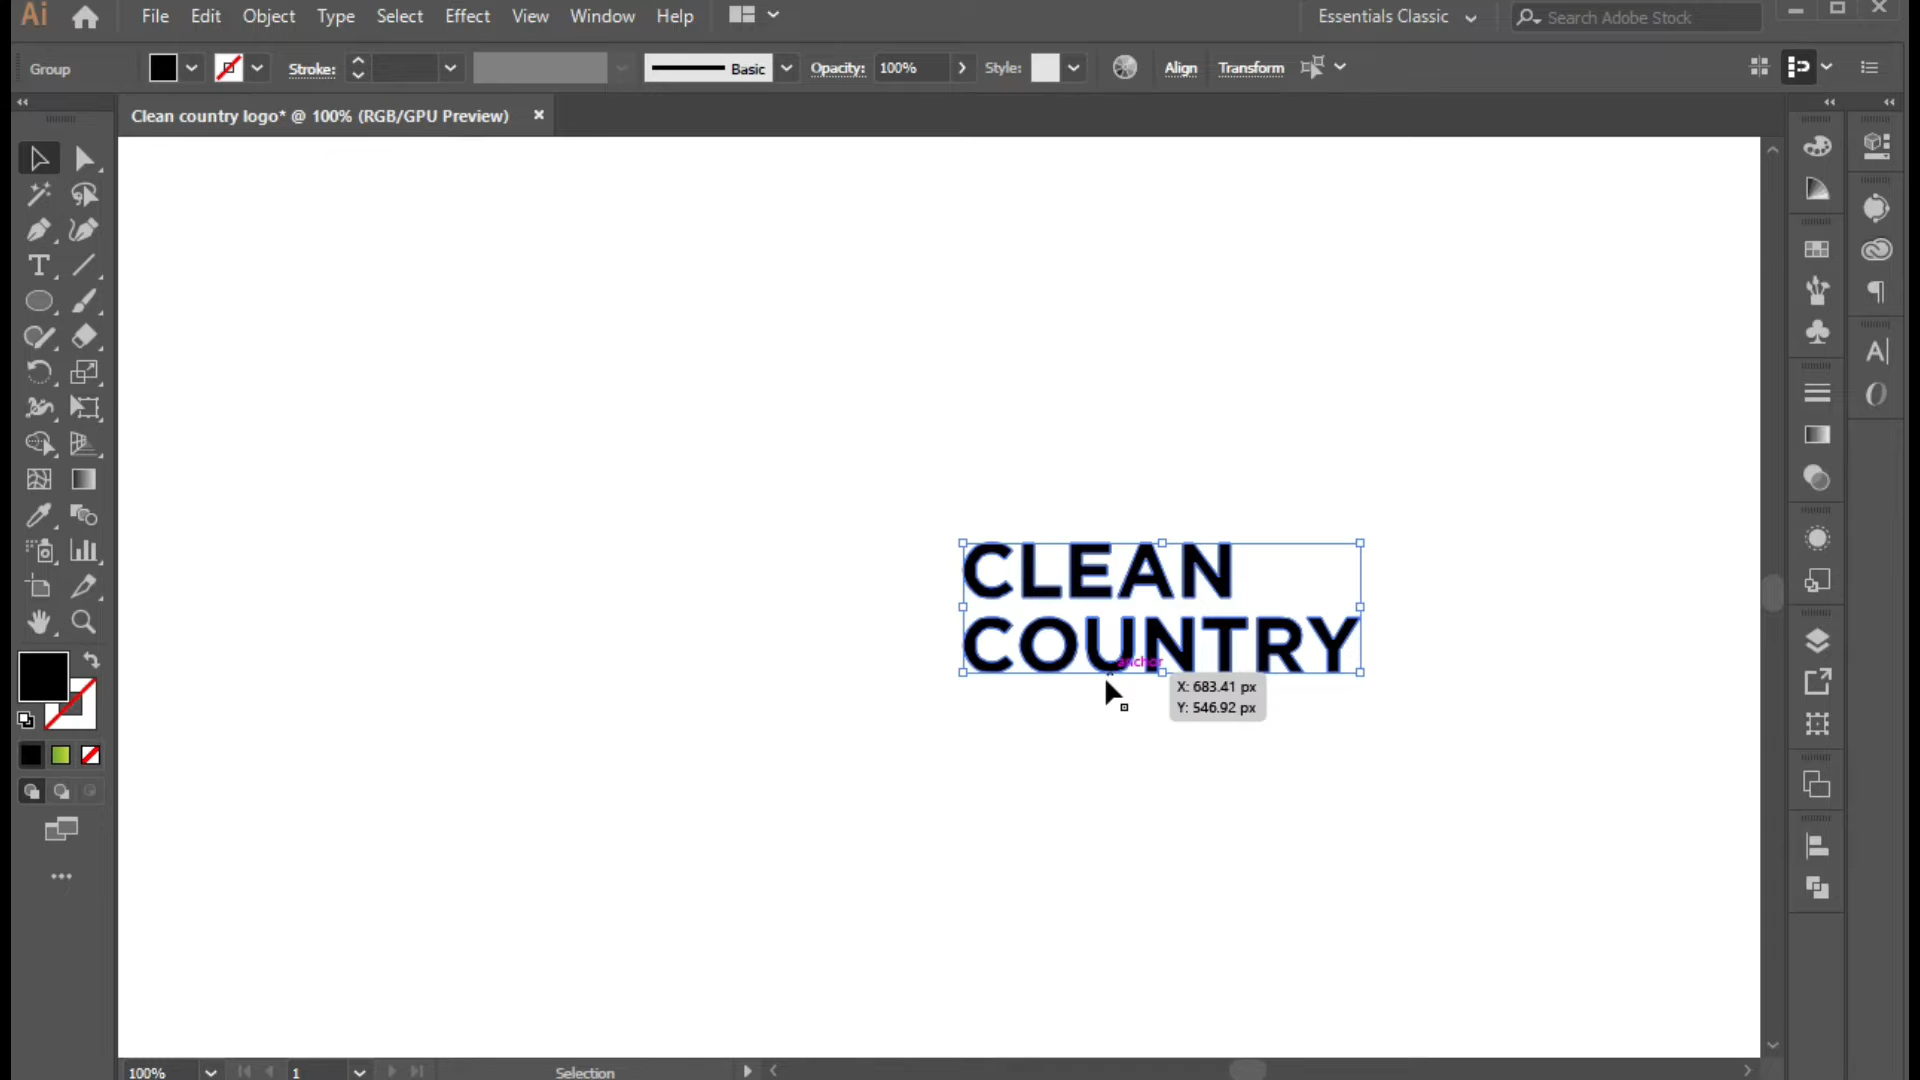 Ai File Edit Object Type Select Effect View Window Help Essentials Classic Search Adobe Stock
Group Stroke: Basic Opacity: 100% Style: Align Transform
Clean country logo* @ 100% (RGB/GPU Preview) ×
CLEAN
COUNTRY
anchor
X: 683.41 px
Y: 546.92 px
100% 1 Selection